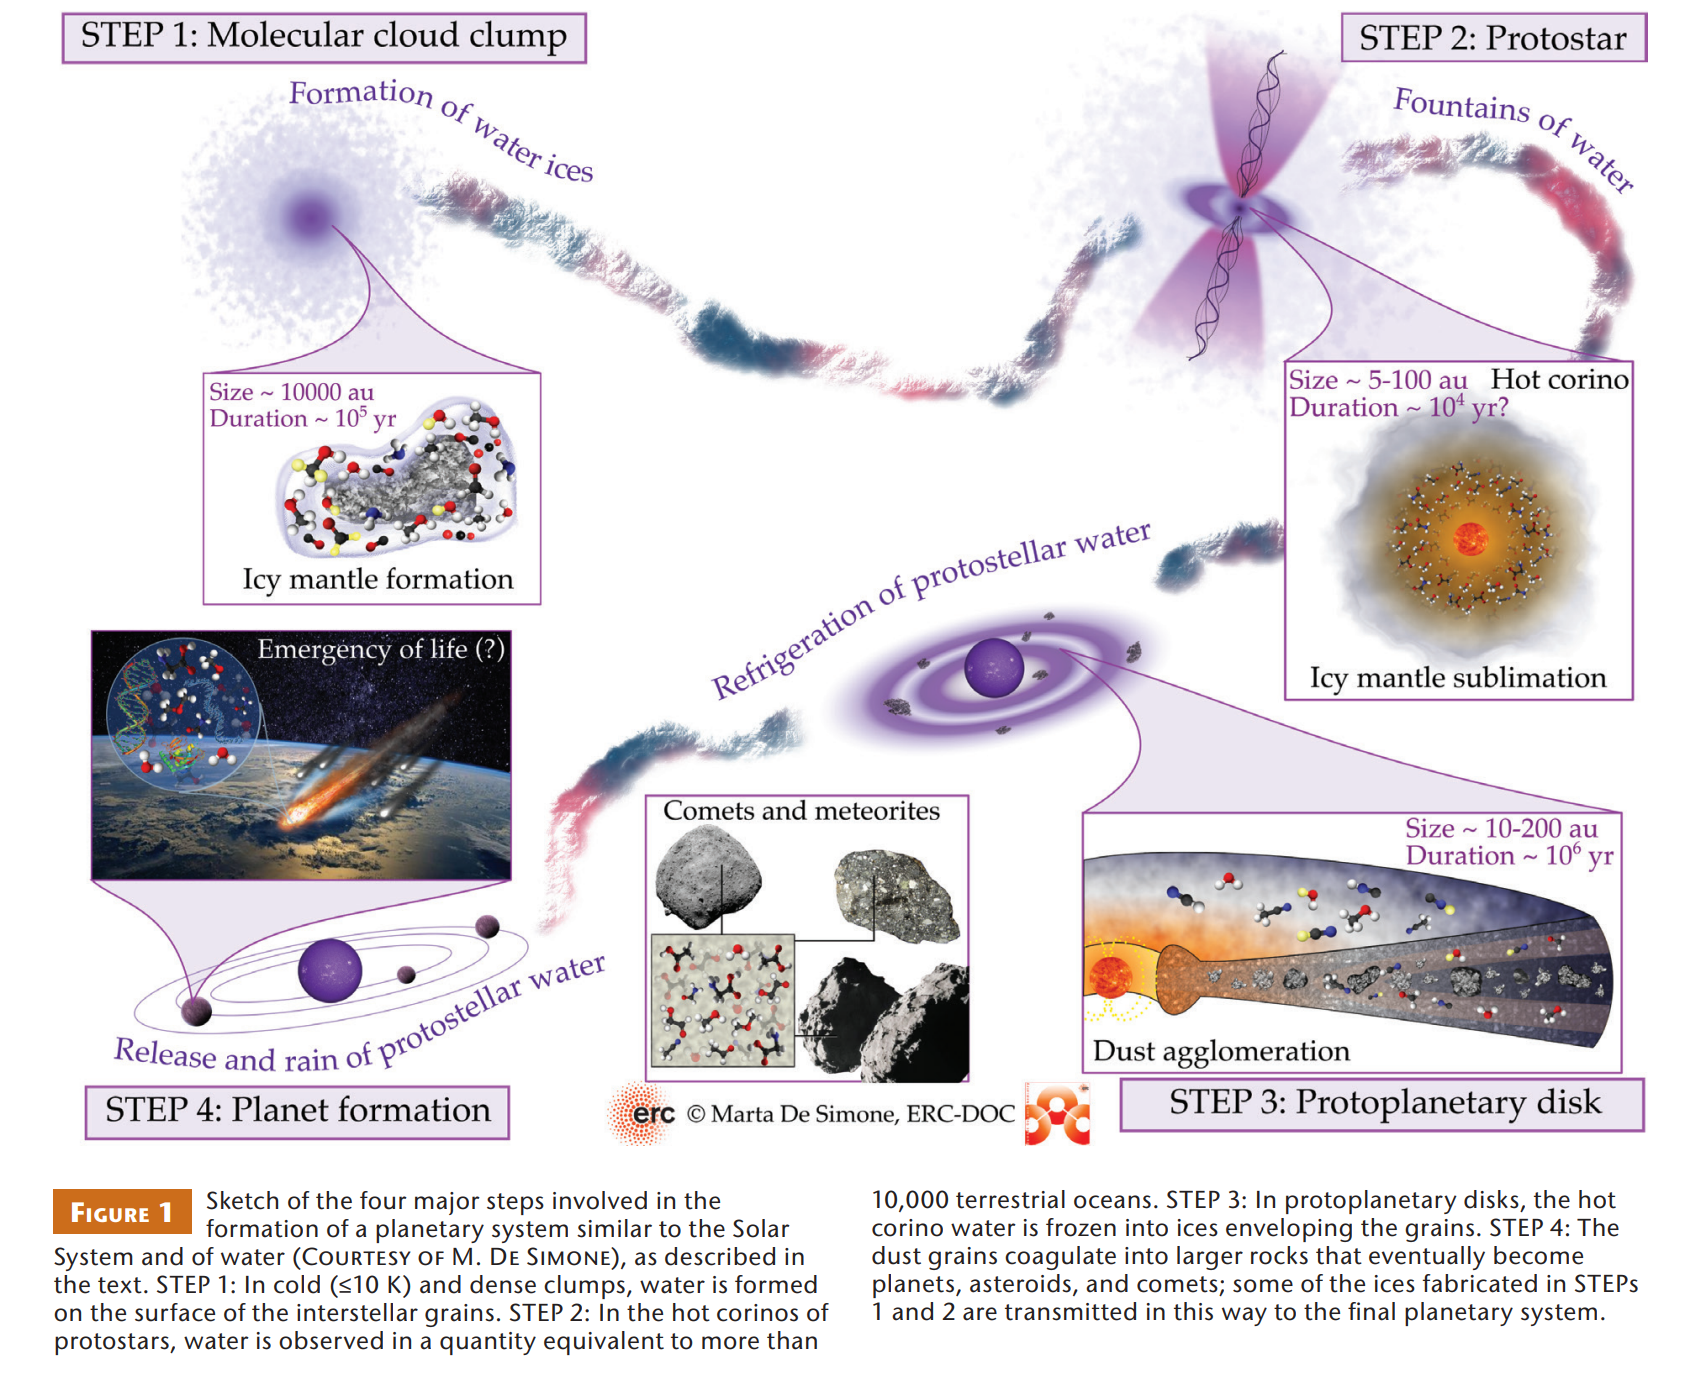 STEP 1: Molecular cloud clump
Formation of water ices
Size ~ 10000 au
Duration ~ 10⁵ yr
Icy mantle formation
STEP 2: Protostar
Fountains of water
Size ~ 5-100 au Hot corino
Duration ~ 10⁴ yr?
Icy mantle sublimation
Refrigeration of protostellar water
Size ~ 10-200 au
Duration ~ 10⁶ yr
Dust agglomeration
STEP 3: Protoplanetary disk
Comets and meteorites
Emergency of life (?)
Release and rain of protostellar water
STEP 4: Planet formation
erc © Marta De Simone, ERC-DOC
FIGURE 1 Sketch of the four major steps involved in the
formation of a planetary system similar to the Solar
System and of water (COURTESY OF M. DE SIMONE), as described in
the text. STEP 1: In cold (≤10 K) and dense clumps, water is formed
on the surface of the interstellar grains. STEP 2: In the hot corinos of
protostars, water is observed in a quantity equivalent to more than
10,000 terrestrial oceans. STEP 3: In protoplanetary disks, the hot
corino water is frozen into ices enveloping the grains. STEP 4: The
dust grains coagulate into larger rocks that eventually become
planets, asteroids, and comets; some of the ices fabricated in STEPs
1 and 2 are transmitted in this way to the final planetary system.